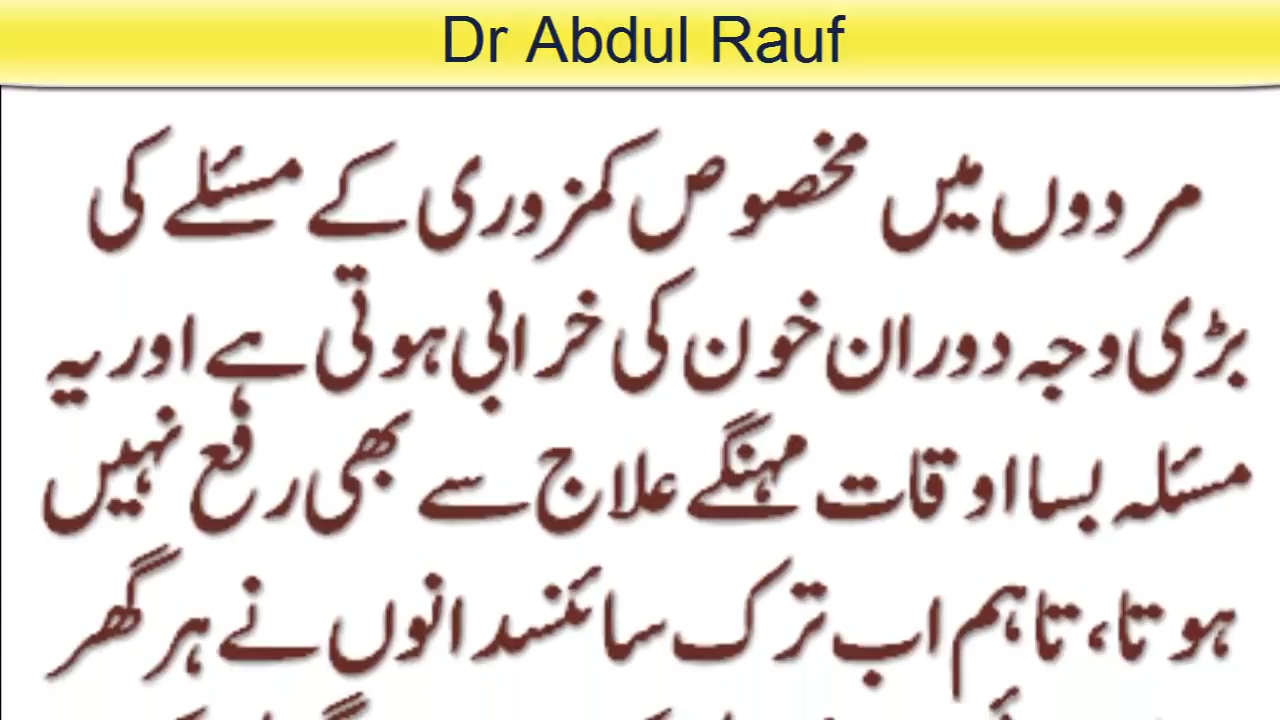 Dr Abdul Rauf
مردوں میں مخصوص کمزوری کے مسئلے کی
بڑی وجہ دوران خون کی خرابی ہوتی ہے اور یہ
مسئلہ بسا اوقات مہنگے علاج سے بھی رفع نہیں
ہوتا، تاہم اب ترک سائنسدانوں نے ہر گھر